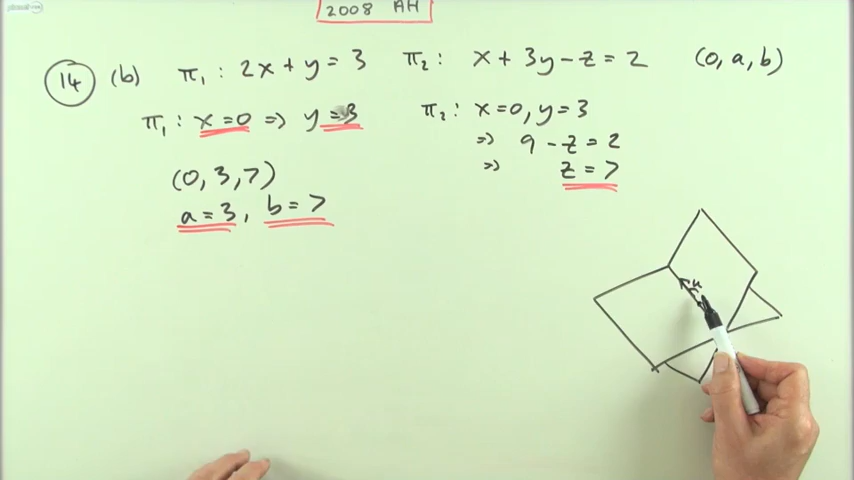 2008 AH
14 (b) π₁ : 2x + y = 3 π₂ : x + 3y - z = 2 (0, a, b)
π₁ : x = 0 ⇒ y = 3 π₂ : x = 0, y = 3
⇒ 9 - z = 2
⇒ z = 7
(0, 3, 7)
a = 3, b = 7
u